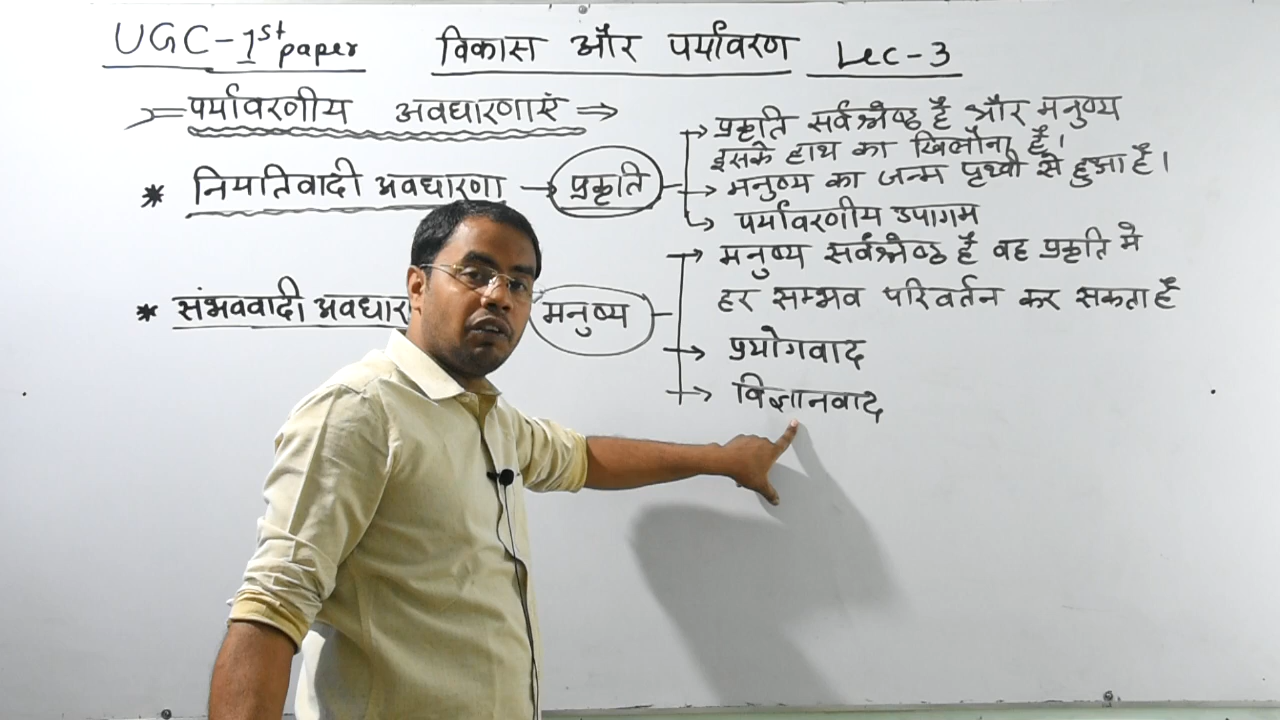 UGC-1st paper विकास और पर्यावरण Lec-3
पर्यावरणीय अवधारणाएं ⇒
* नियतिवादी अवधारणा → प्रकृति
→ प्रकृति सर्वश्रेष्ठ है और मनुष्य
इसके हाथ का खिलौना है।
→ मनुष्य का जन्म पृथ्वी से हुआ है।
→ पर्यावरणीय उपागम
* संभववादी अवधार
मनुष्य
→ मनुष्य सर्वश्रेष्ठ है वह प्रकृति मे
हर सम्भव परिवर्तन कर सकता है
→ प्रयोगवाद
→ विज्ञानवाद